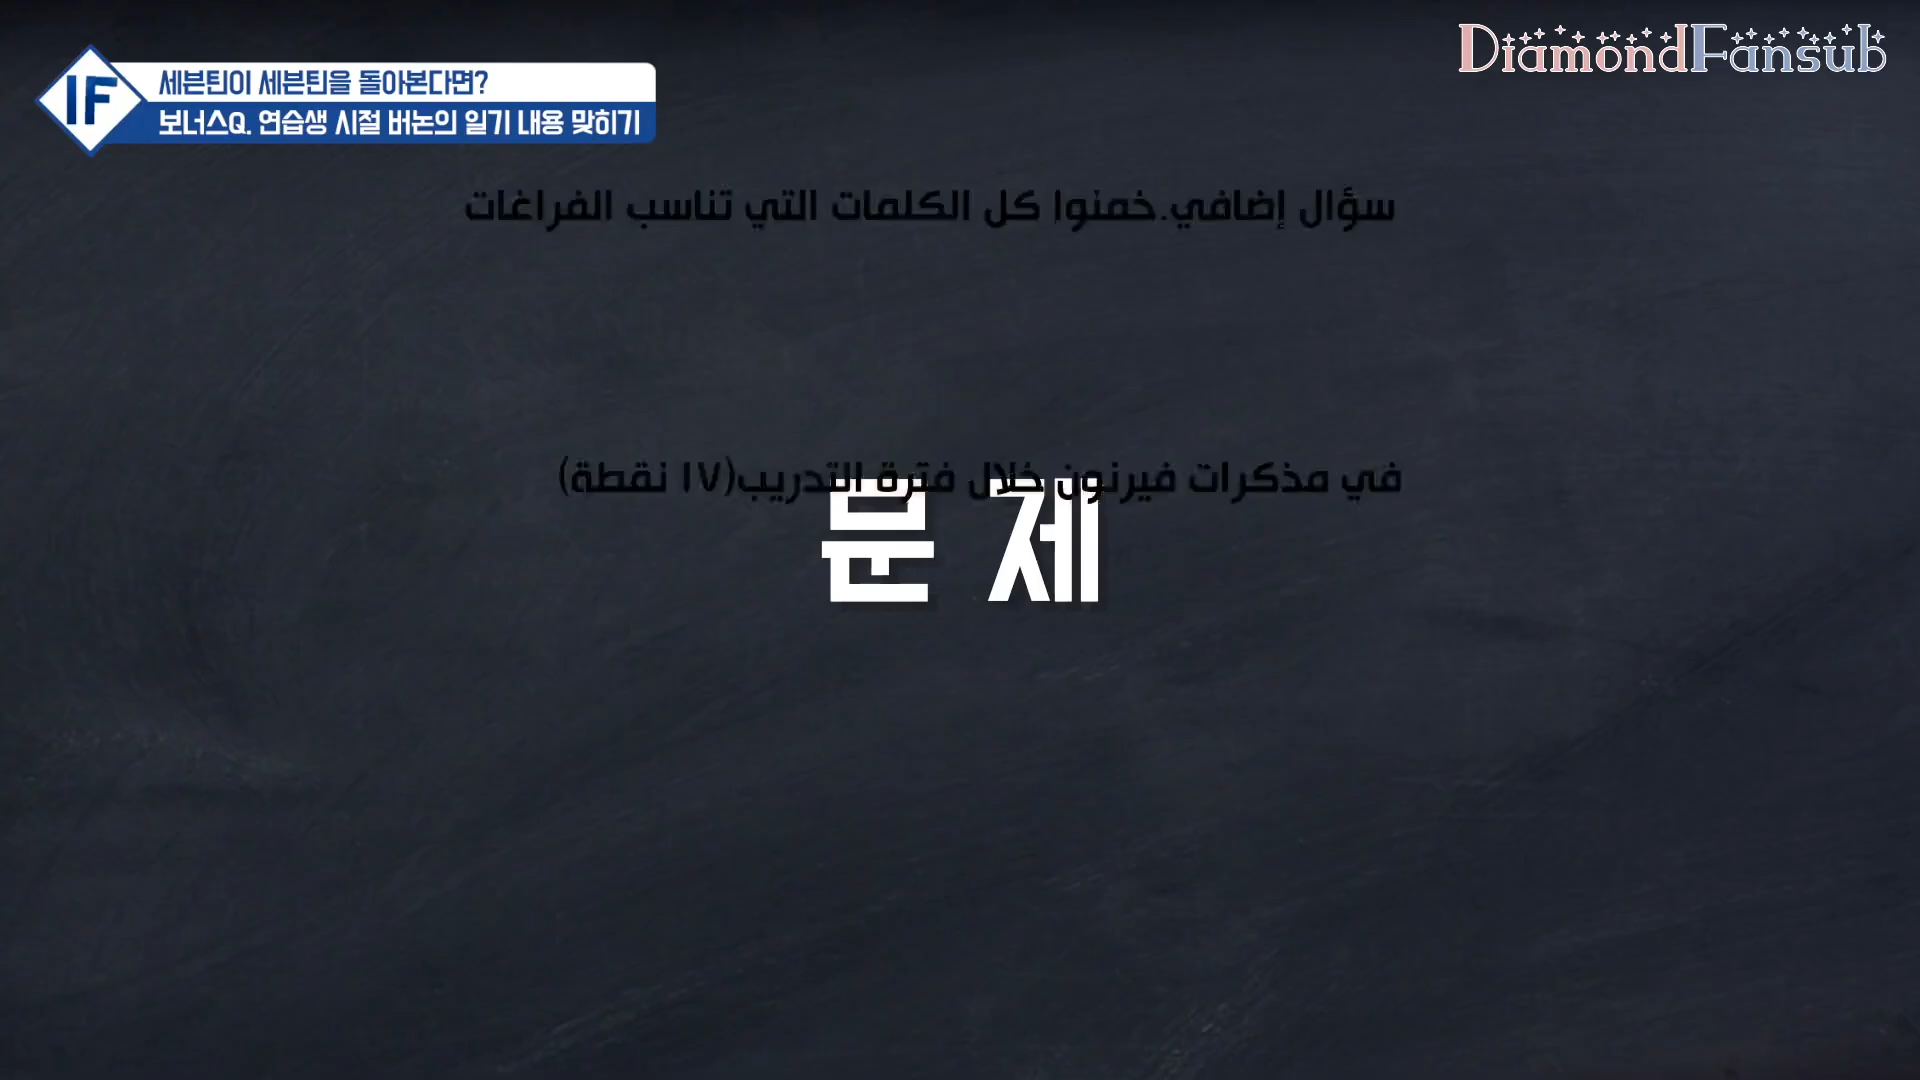 IF
세븐틴이 세븐틴을 돌아본다면?
보너스Q. 연습생 시절 버논의 일기 내용 맞히기
DiamondFansub
سؤال إضافي.خمنوا كل الكلمات التي تناسب الفراغات
في مذكرات فيرنون خلال فترة التدريب(١٧ نقطة)
문 제